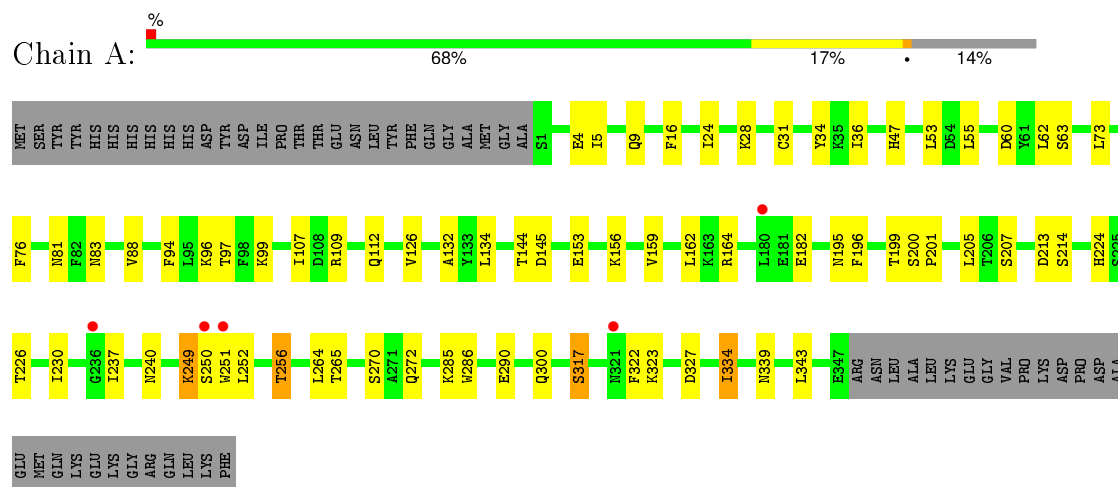 %
Chain A:
68% 17% • 14%
MET SER TYR TYR HIS HIS HIS HIS HIS HIS ASP TYR ASP ILE PRO THR THR GLU ASN LEU TYR PHE GLN GLY ALA MET GLY ALA S1 E4 I5 Q9 F16 I24 K28 C31 Y34 K35 I36 H47 L53 D54 L55 D60 Y61 L62 S63 L73
F76 N81 F82 N83 V88 F94 L95 K96 T97 F98 K99 I107 D108 R109 Q112 V126 A132 Y133 L134 T144 D145 E153 K156 V159 L162 K163 R164 L180 E181 E182 N195 F196 T199 S200 P201 L205 T206 S207 D213 S214 H224 S225
T226 I230 G236 I237 N240 K249 S250 W251 L252 T256 L264 T265 S270 A271 Q272 K285 W286 E290 Q300 S317 N321 F322 K323 D327 I334 N339 L343 E347 ARG ASN LEU ALA LEU LYS GLU GLY VAL PRO LYS ASP PRO ASP ALA
GLU MET GLN LYS GLU LYS GLY ARG GLN LEU LYS PHE